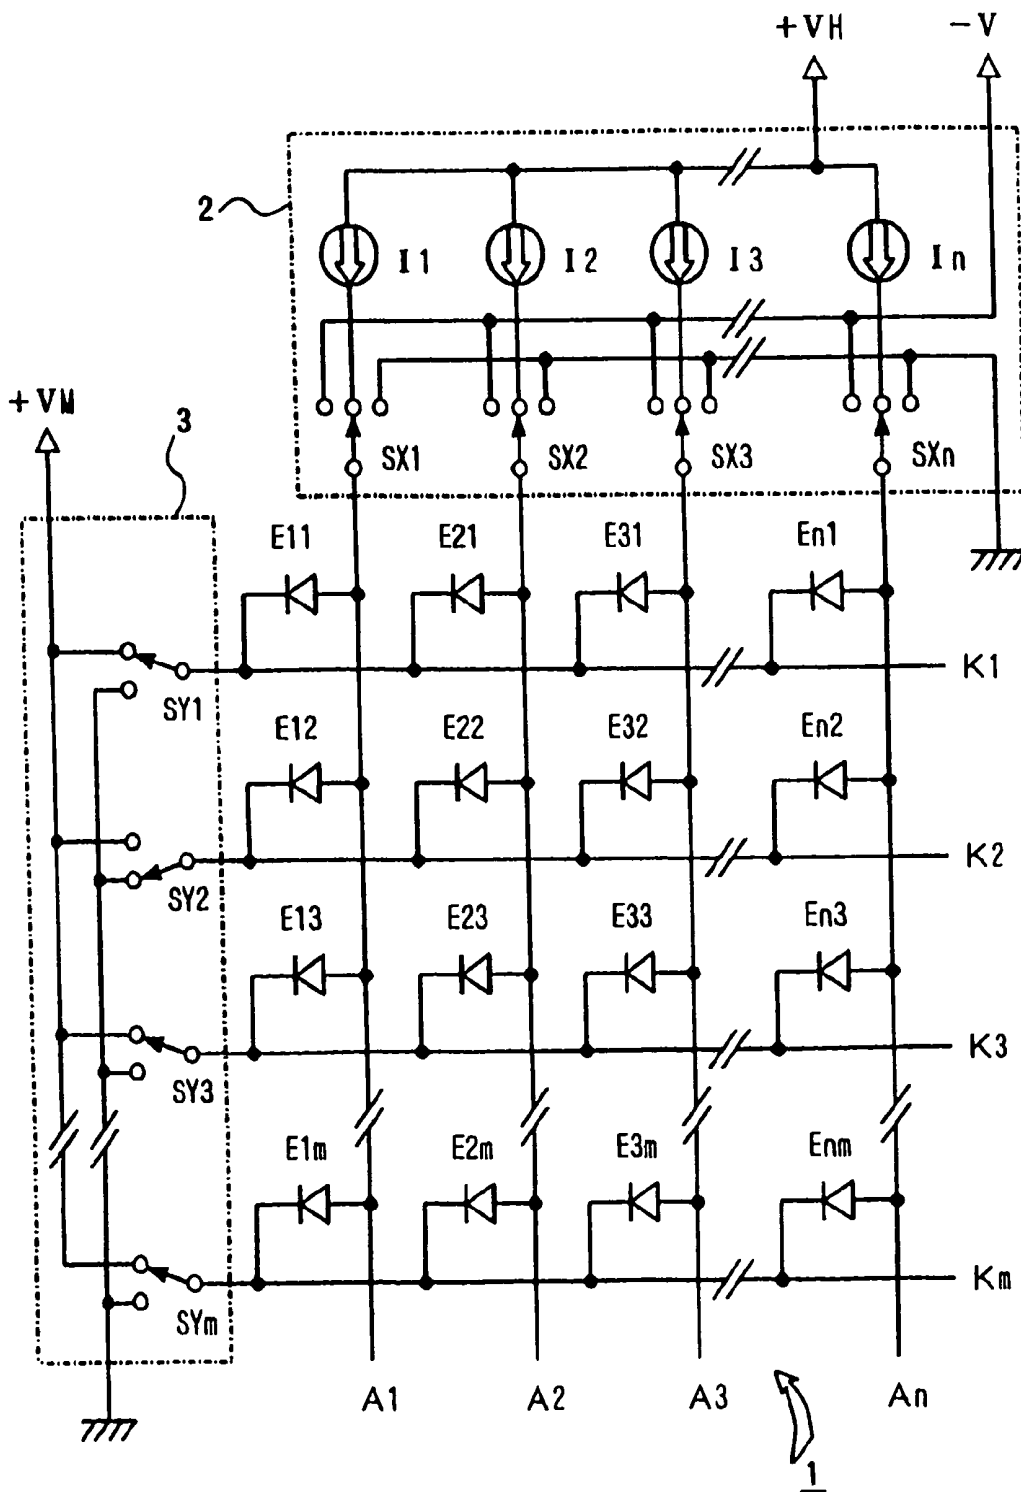 +VH -V
2
I1 I2 I3 In
+VM
3
SX1 SX2 SX3 SXn
E11 E21 E31 En1
SY1
K1
E12 E22 E32 En2
SY2
K2
E13 E23 E33 En3
SY3
K3
E1m E2m E3m Enm
SYm
Km
A1 A2 A3 An
1